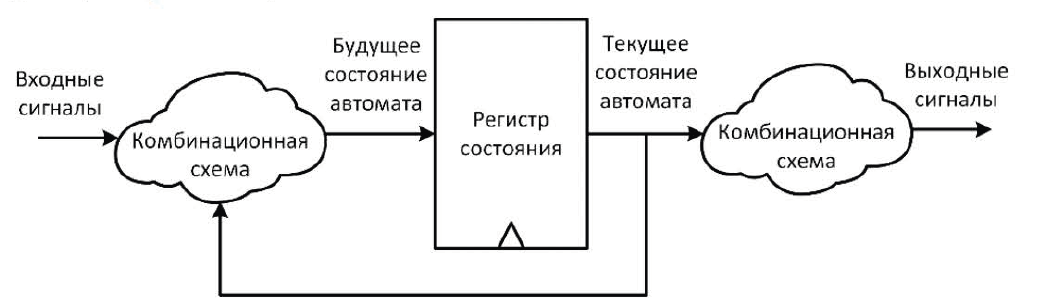 Входные
сигналы
Комбинационная
схема
Будущее
состояние
автомата
Регистр
состояния
Текущее
состояние
автомата
Комбинационная
схема
Выходные
сигналы